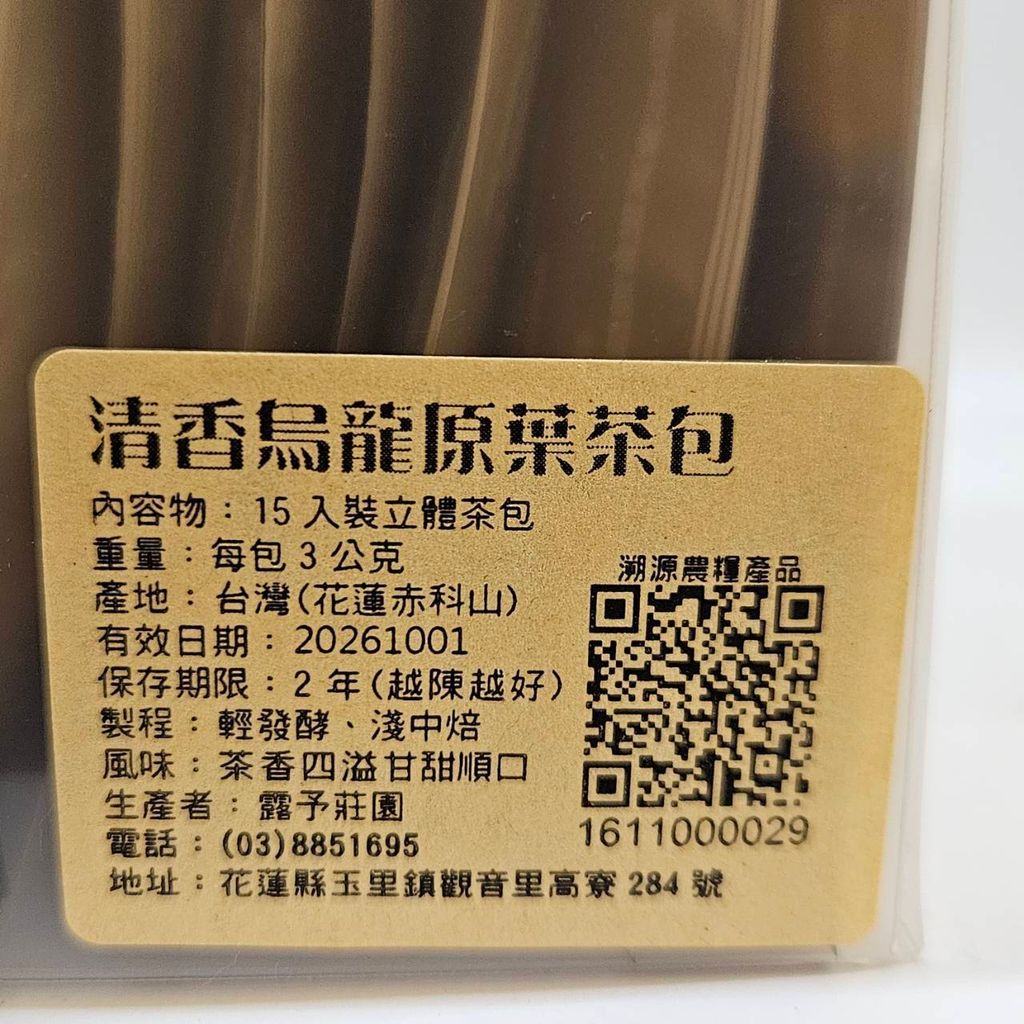 清香烏龍原葉茶包
內容物：15 入裝立體茶包
重量：每包 3 公克
產地：台灣(花蓮赤科山)
有效日期：20261001
保存期限：2 年(越陳越好)
製程：輕發酵、淺中焙
風味：茶香四溢甘甜順口
生產者：露予莊園
電話：(03)8851695
地址：花蓮縣玉里鎮觀音里高寮 284 號
溯源農糧產品
1611000029